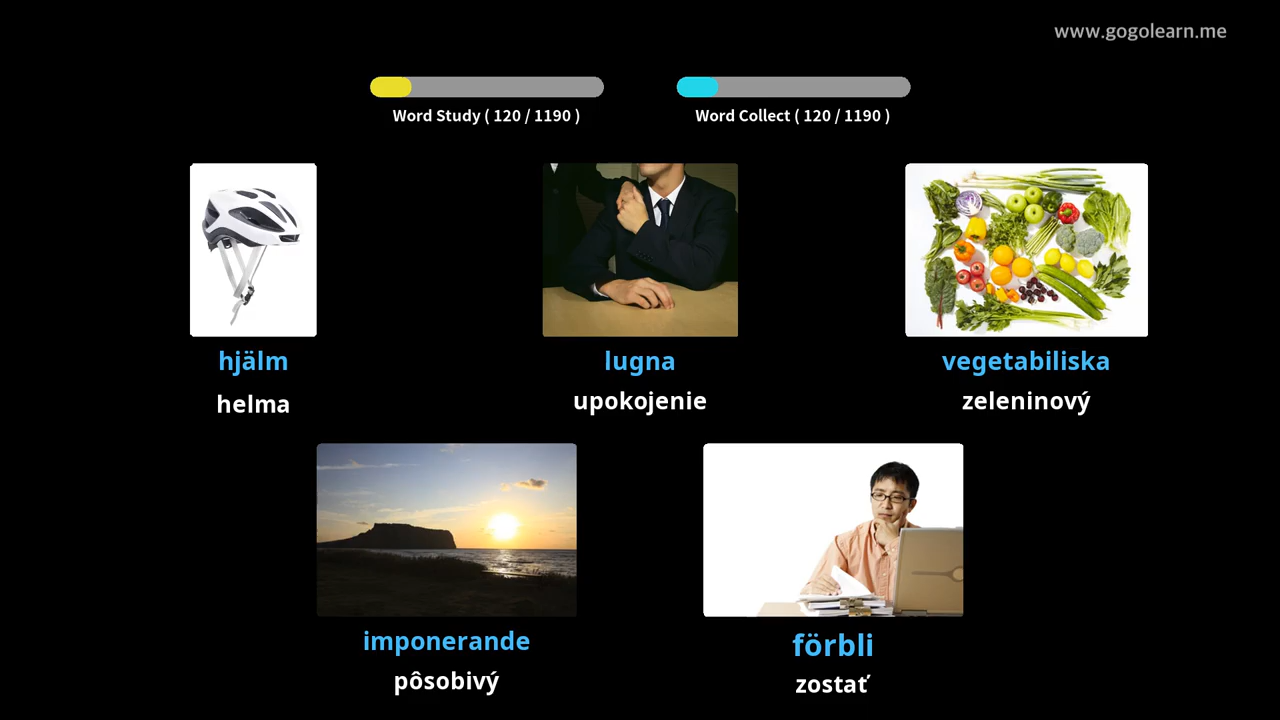 www.gogolearn.me
Word Study ( 120 / 1190 )
Word Collect ( 120 / 1190 )
hjälm
helma
lugna
upokojenie
vegetabiliska
zeleninový
imponerande
pôsobivý
förbli
zostať